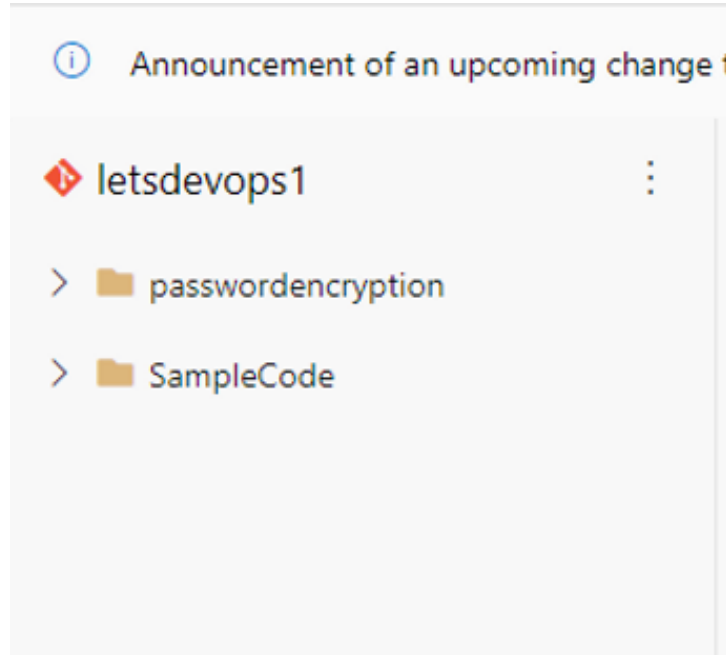 Announcement of an upcoming change
letsdevops1
passwordencryption
SampleCode